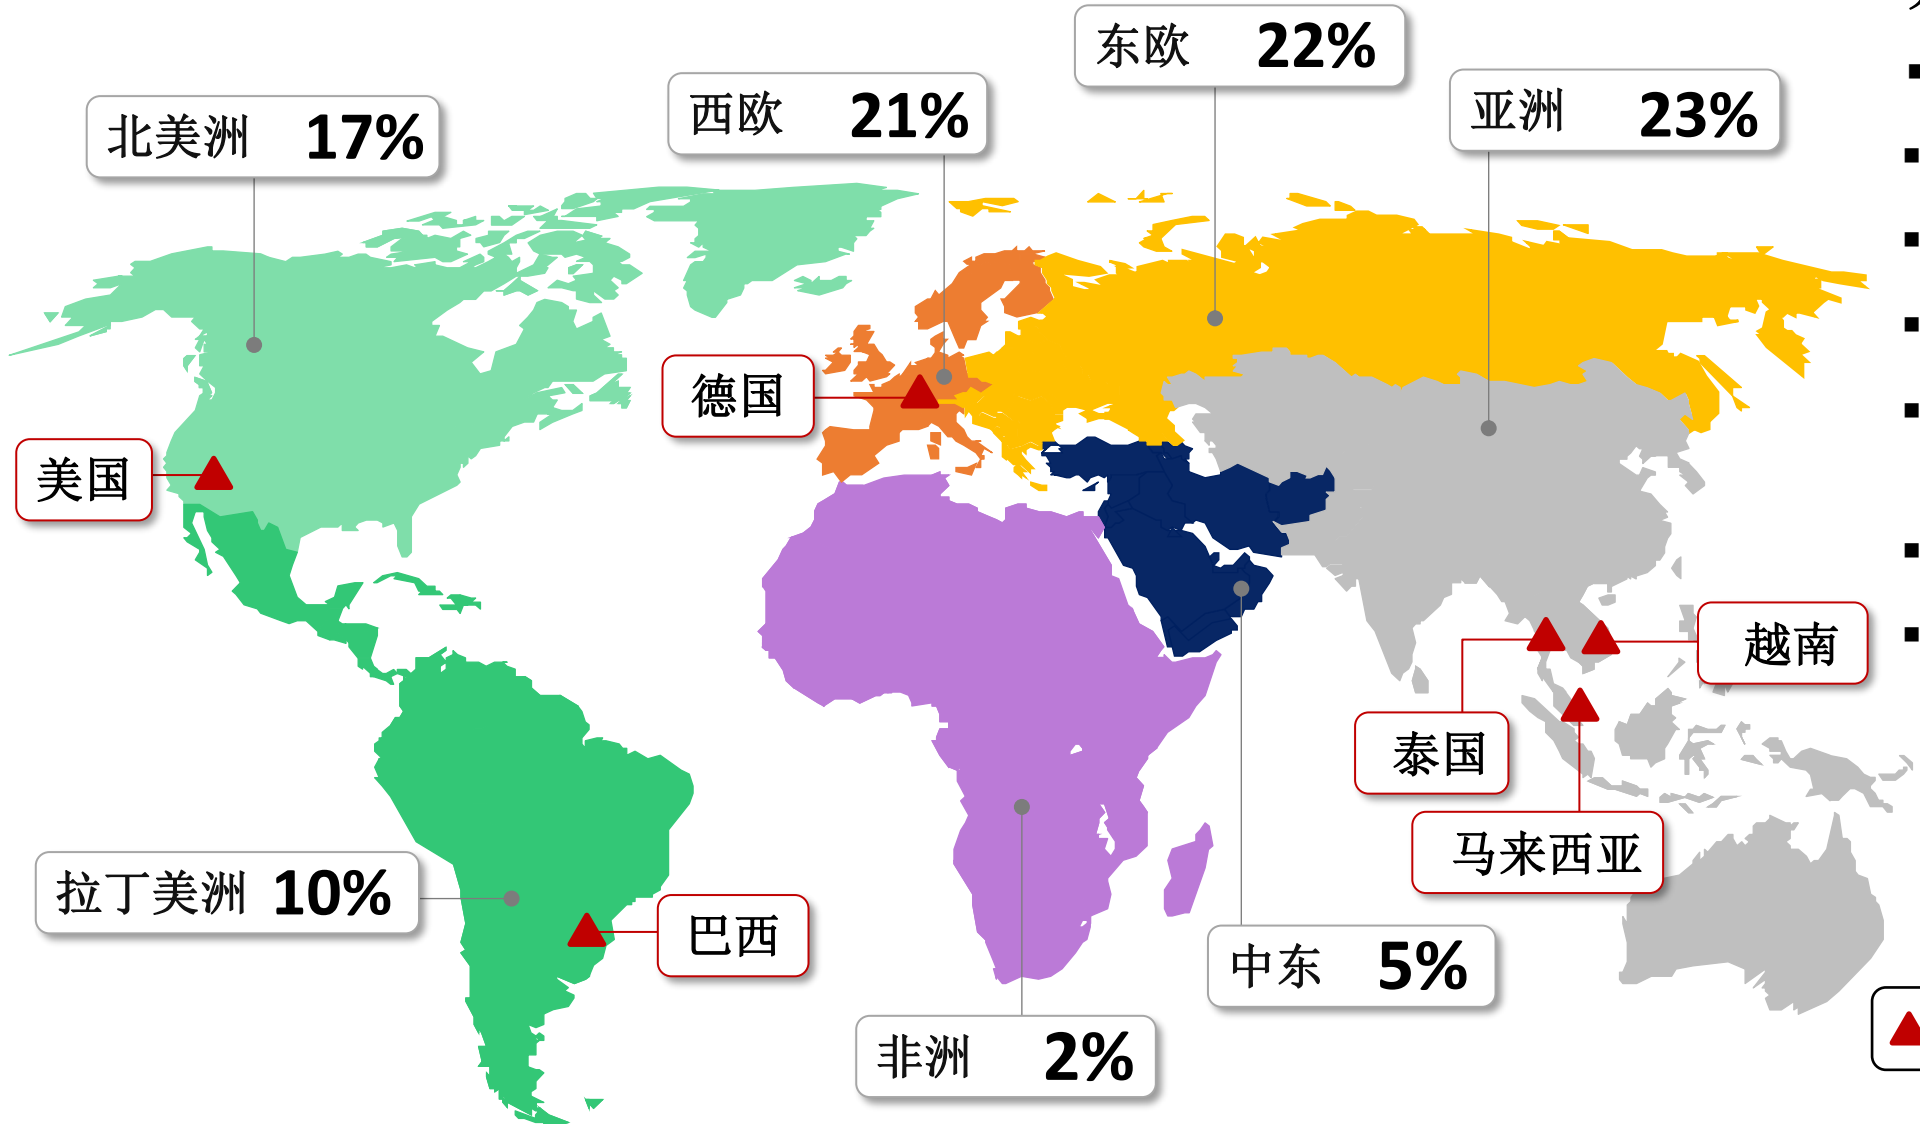 东欧 22%
西欧 21%
亚洲 23%
北美洲 17%
德国
美国
越南
泰国
马来西亚
拉丁美洲 10%
巴西
中东 5%
非洲 2%